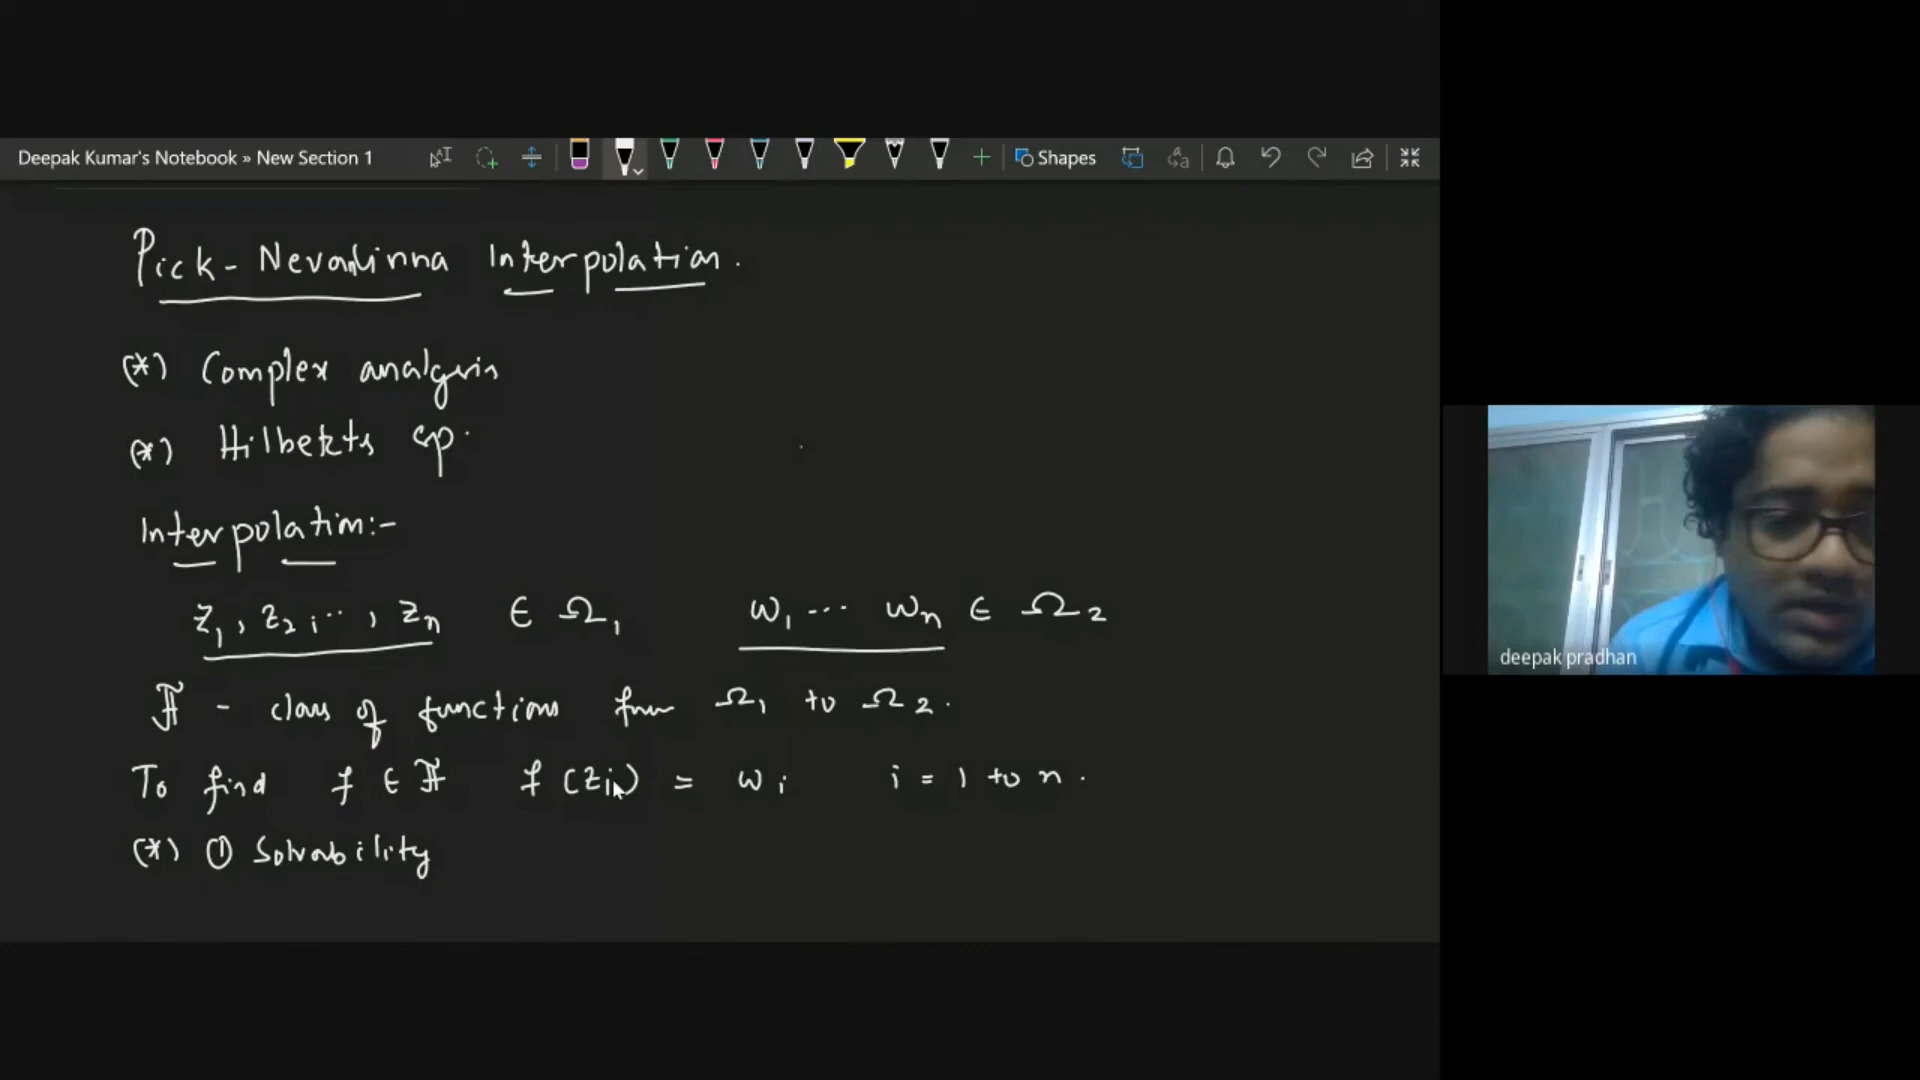 Deepak Kumar's Notebook » New Section 1
Shapes
Pick - Nevanlinna Interpolation.
(*) Complex analysis
(*) Hilberts sp.
Interpolation:-
z₁, z₂, ..., zₙ ∈ Ω₁ w₁ ... wₙ ∈ Ω₂
𝓕 - class of functions from Ω₁ to Ω₂.
To find f ∈ 𝓕 f(zᵢ) = wᵢ i = 1 to n.
(*) ① Solvability
deepak pradhan